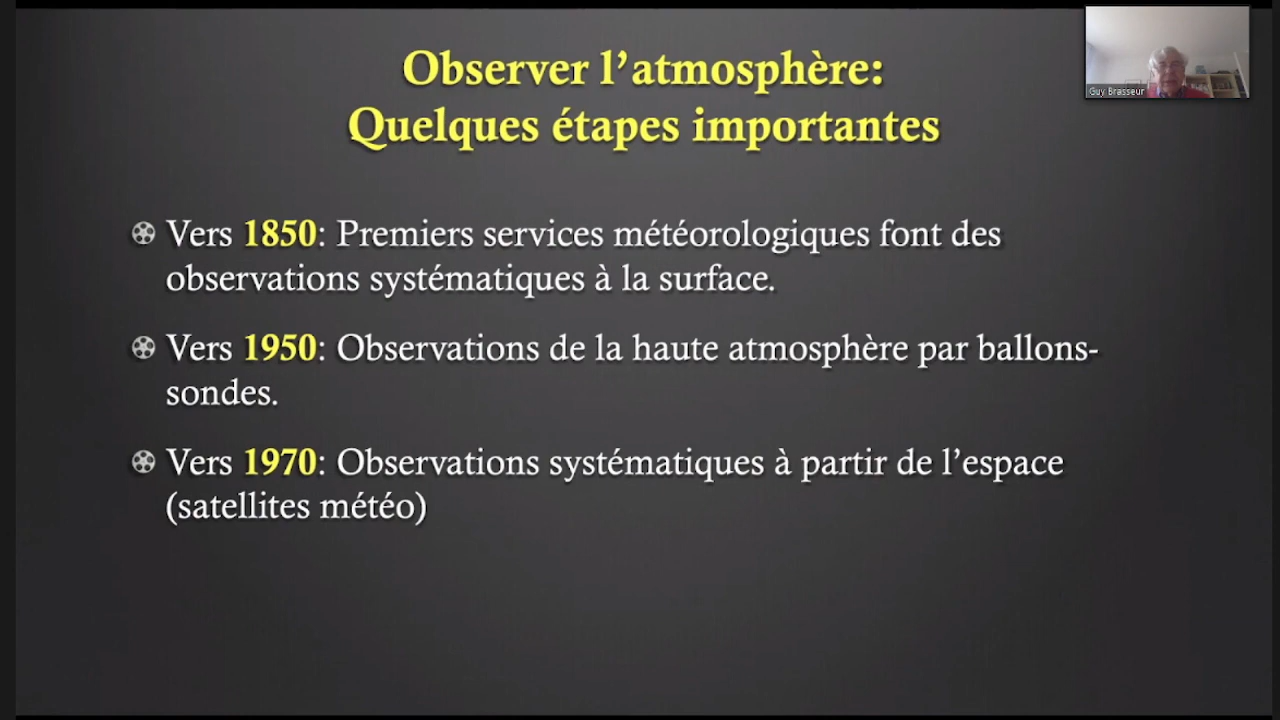 Observer l'atmosphère:
Quelques étapes importantes
Guy Brasseur
Vers 1850: Premiers services météorologiques font des
observations systématiques à la surface.
Vers 1950: Observations de la haute atmosphère par ballons-
sondes.
Vers 1970: Observations systématiques à partir de l'espace
(satellites météo)